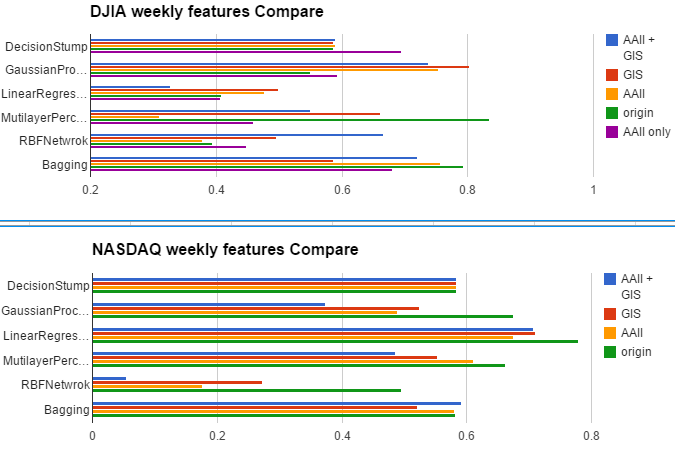 DJIA weekly features Compare
DecisionStump
GaussianPro...
LinearRegres...
MutilayerPerc...
RBFNetwrok
Bagging
0.2 0.4 0.6 0.8 1
AAII +
GIS
GIS
AAII
origin
AAII only
NASDAQ weekly features Compare
DecisionStump
GaussianProc...
LinearRegres...
MutilayerPerc...
RBFNetwrok
Bagging
0 0.2 0.4 0.6 0.8
AAII +
GIS
GIS
AAII
origin